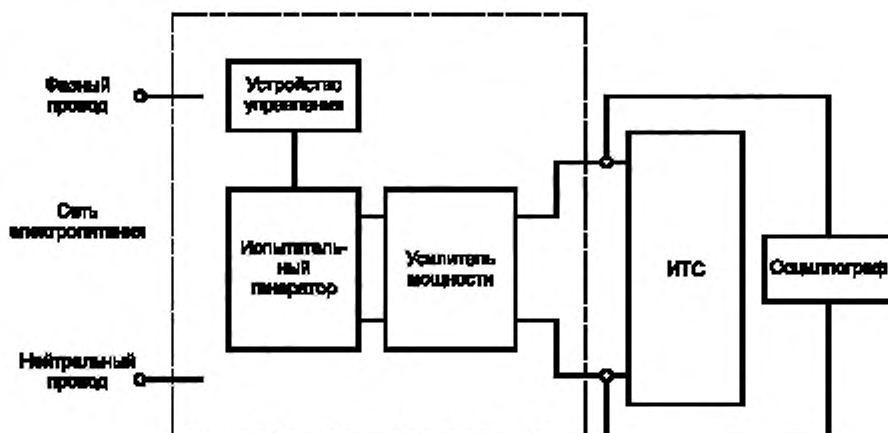 Фазный
провод
Устройство
управления
Сеть
электропитания
Испытатель-
ный
генератор
Усилитель
мощности
ИТС
Осциллограф
Нейтральный
провод